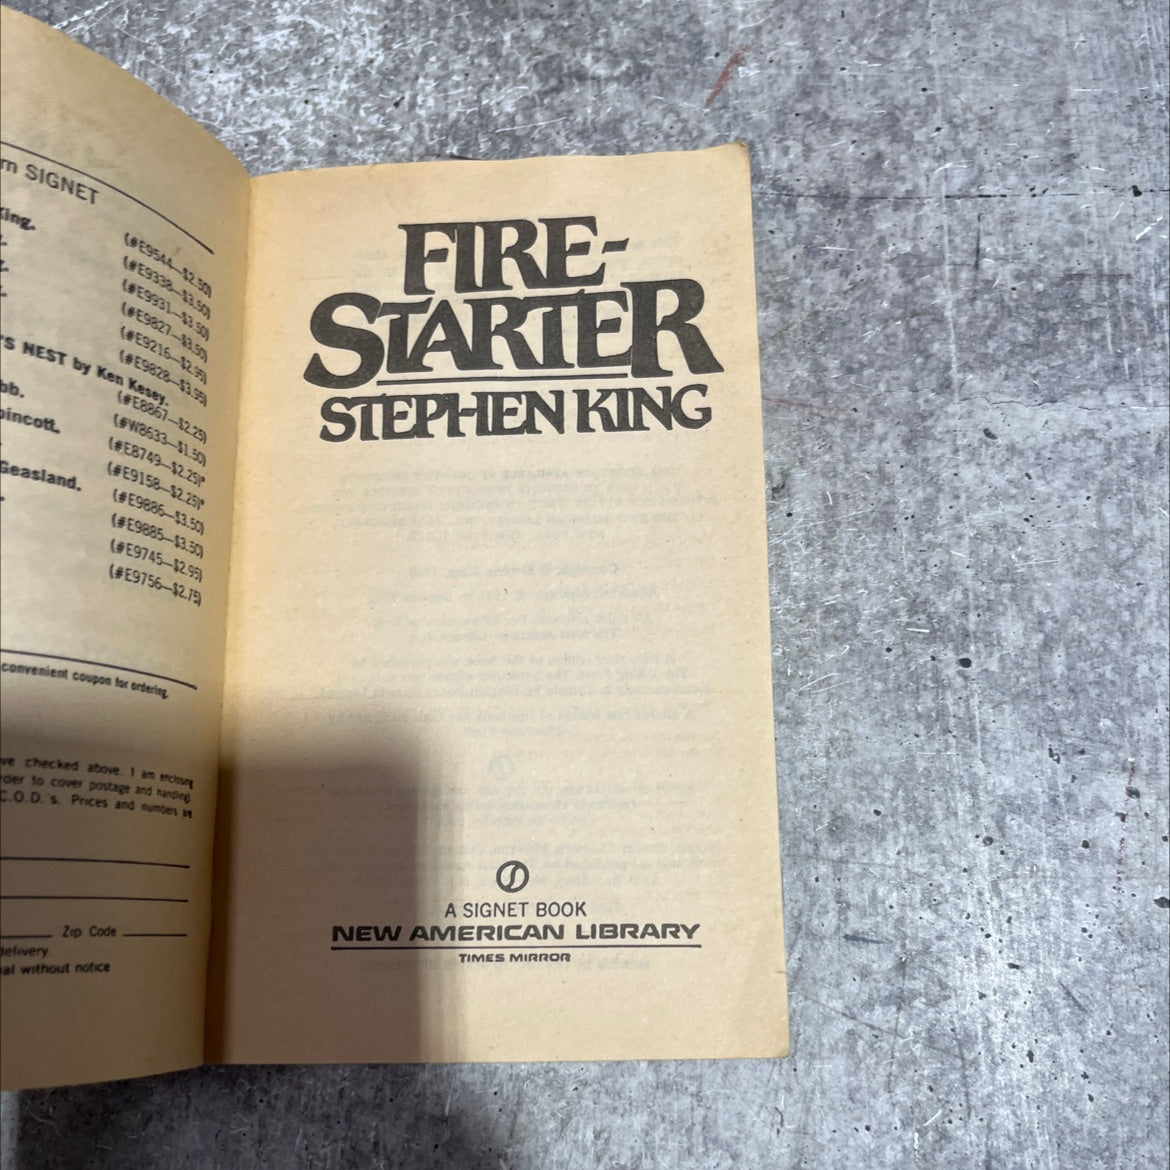 rn SIGNET
King.
(#E9544—$2.50)
(#E9338—$3.50)
(#E9931—$3.50)
(#E9827—$3.50)
(#E9216—$2.95)
(#E9828—$3.95)
'S NEST by Ken Kesey.
(#E8867—$2.25)
bb.
(#W8633—$1.50)
pincott.
(#E8749—$2.25)*
(#E9158—$2.25)*
Geasland.
(#E9886—$3.50)
(#E9885—$3.50)
(#E9745—$2.95)
(#E9756—$2.75)
convenient coupon for ordering.
ve checked above. I am enclosing
rder to cover postage and handling)
C.O.D.'s. Prices and numbers are
Zip Code
delivery.
al without notice
FIRE-
STARTER
STEPHEN KING
A SIGNET BOOK
NEW AMERICAN LIBRARY
TIMES MIRROR